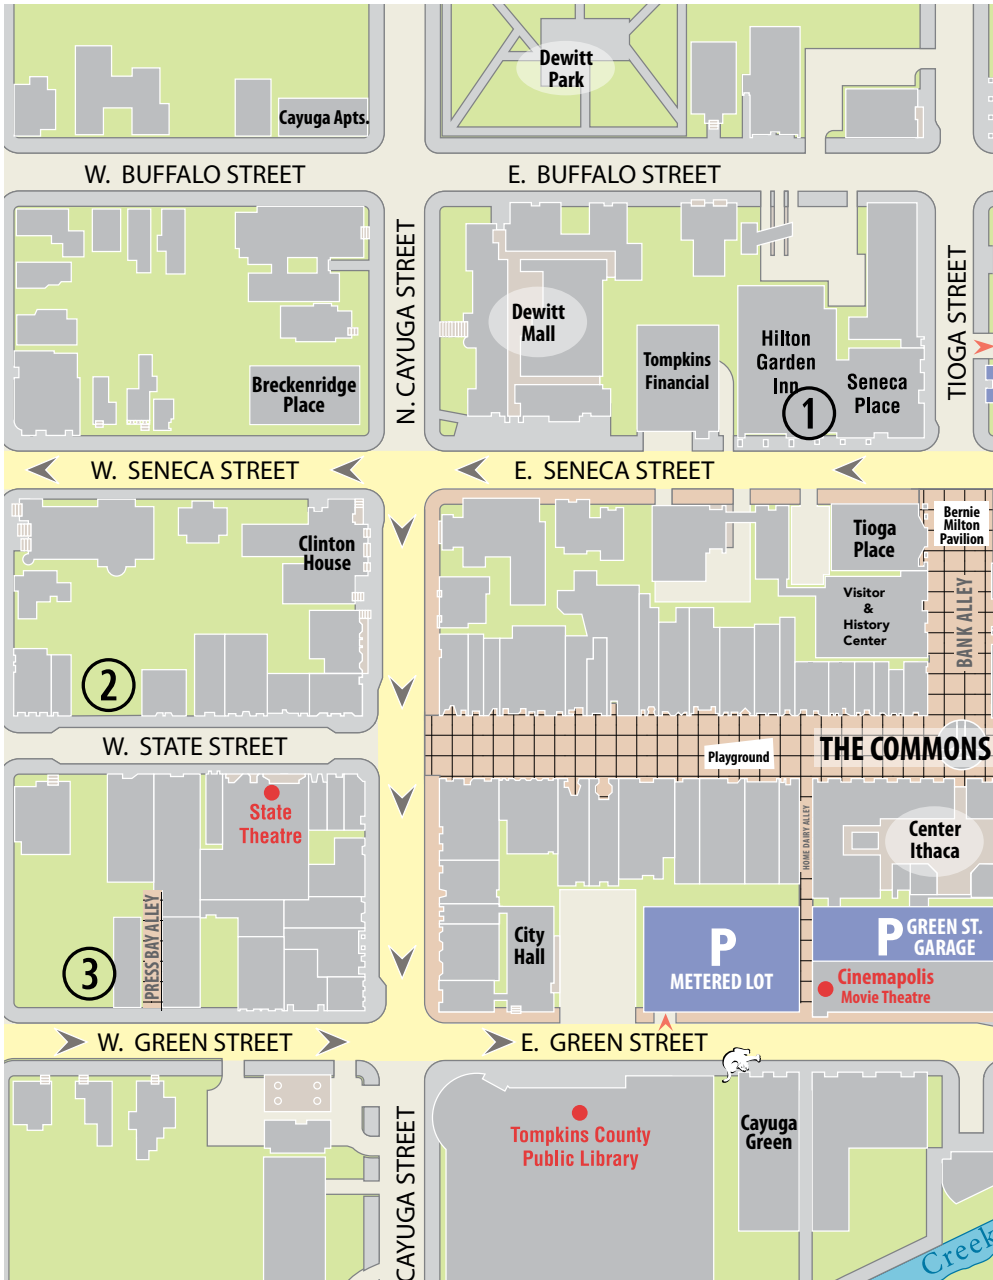 Dewitt
Park
Cayuga Apts.
W. BUFFALO STREET
E. BUFFALO STREET
N. CAYUGA STREET
TIOGA STREET
Dewitt
Mall
Hilton
Garden
Inn
Tompkins
Financial
Seneca
Place
Breckenridge
Place
1
W. SENECA STREET
E. SENECA STREET
Clinton
House
Tioga
Place
Bernie
Milton
Pavilion
Visitor
&
History
Center
BANK ALLEY
2
W. STATE STREET
Playground
THE COMMONS
State
Theatre
HOME DAIRY ALLEY
Center
Ithaca
PRESS BAY ALLEY
3
City
Hall
P
METERED LOT
P GREEN ST.
GARAGE
Cinemapolis
Movie Theatre
W. GREEN STREET
E. GREEN STREET
CAYUGA STREET
Tompkins County
Public Library
Cayuga
Green
Creek